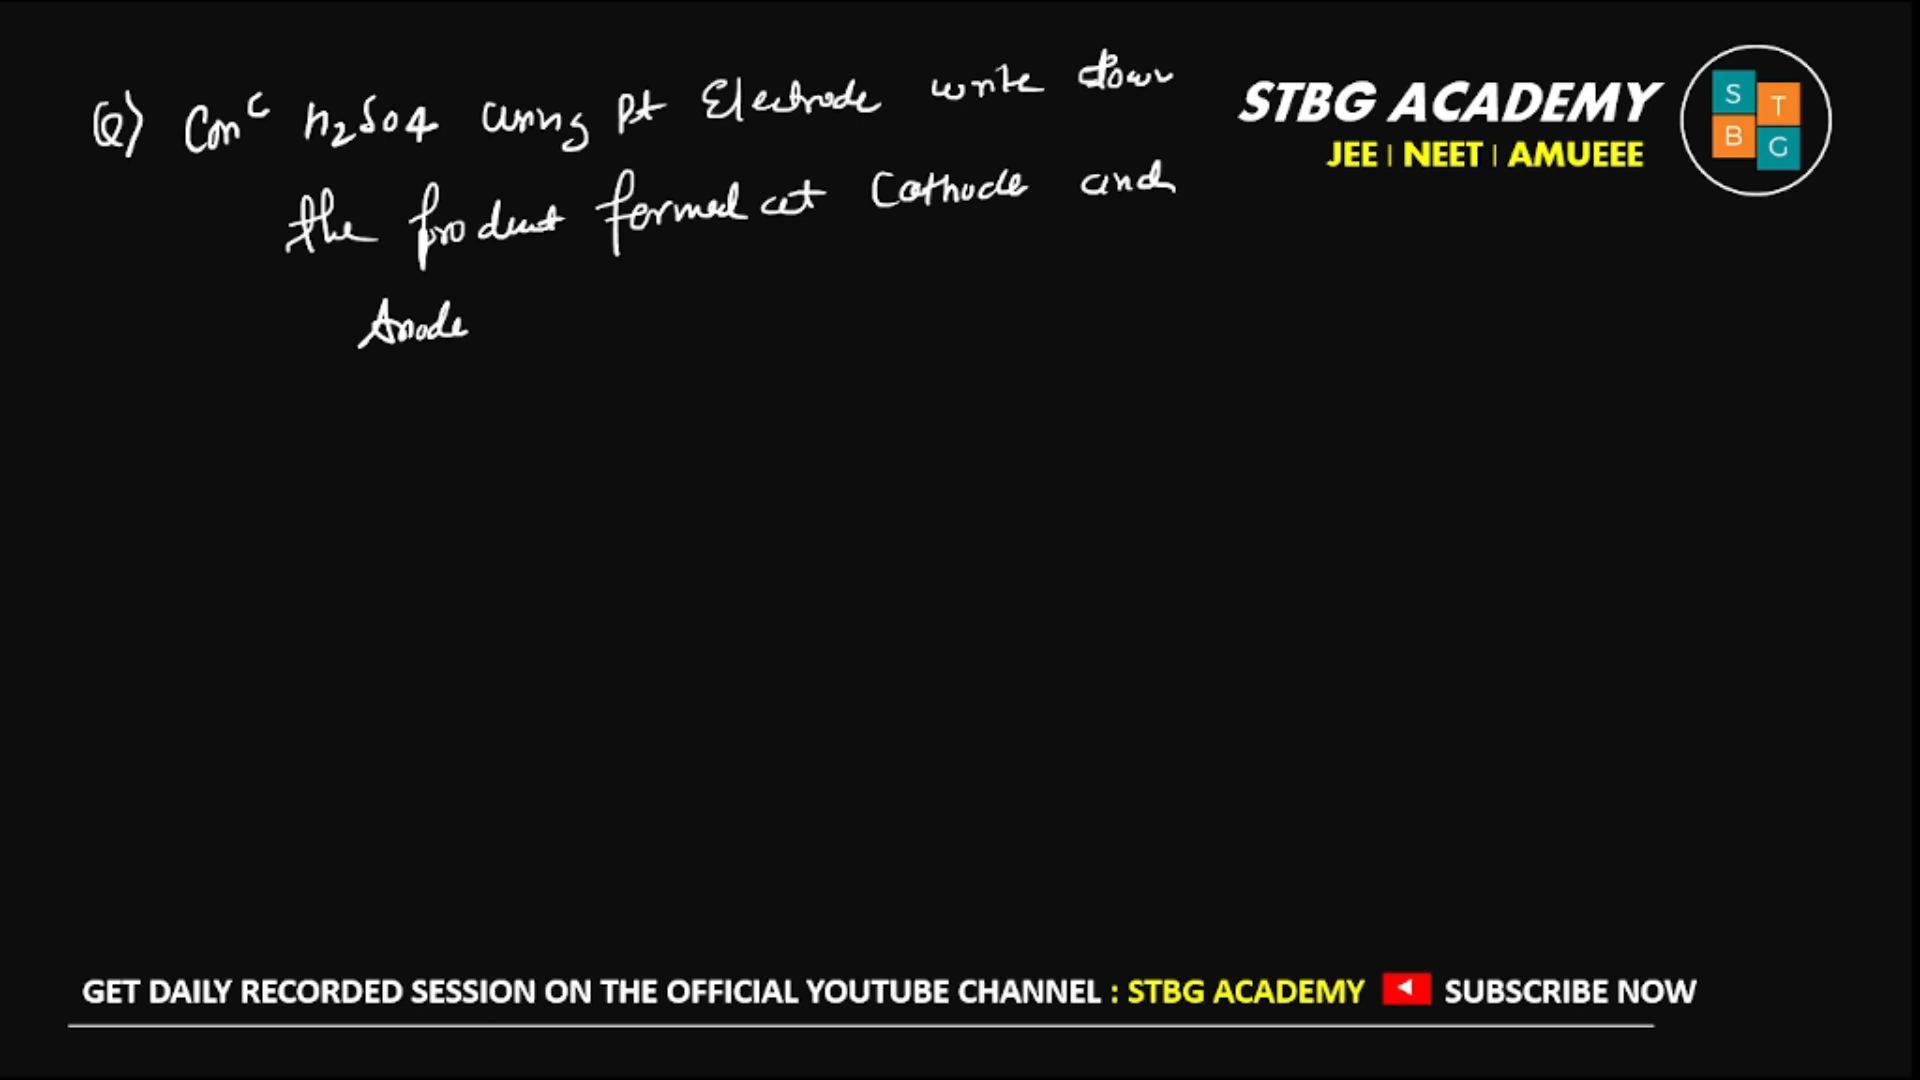 Q) Conc H2SO4 using Pt Electrode write down
the product formed at Cathode and
Anode
STBG ACADEMY
JEE | NEET | AMUEEE
S T
B G
GET DAILY RECORDED SESSION ON THE OFFICIAL YOUTUBE CHANNEL : STBG ACADEMY SUBSCRIBE NOW